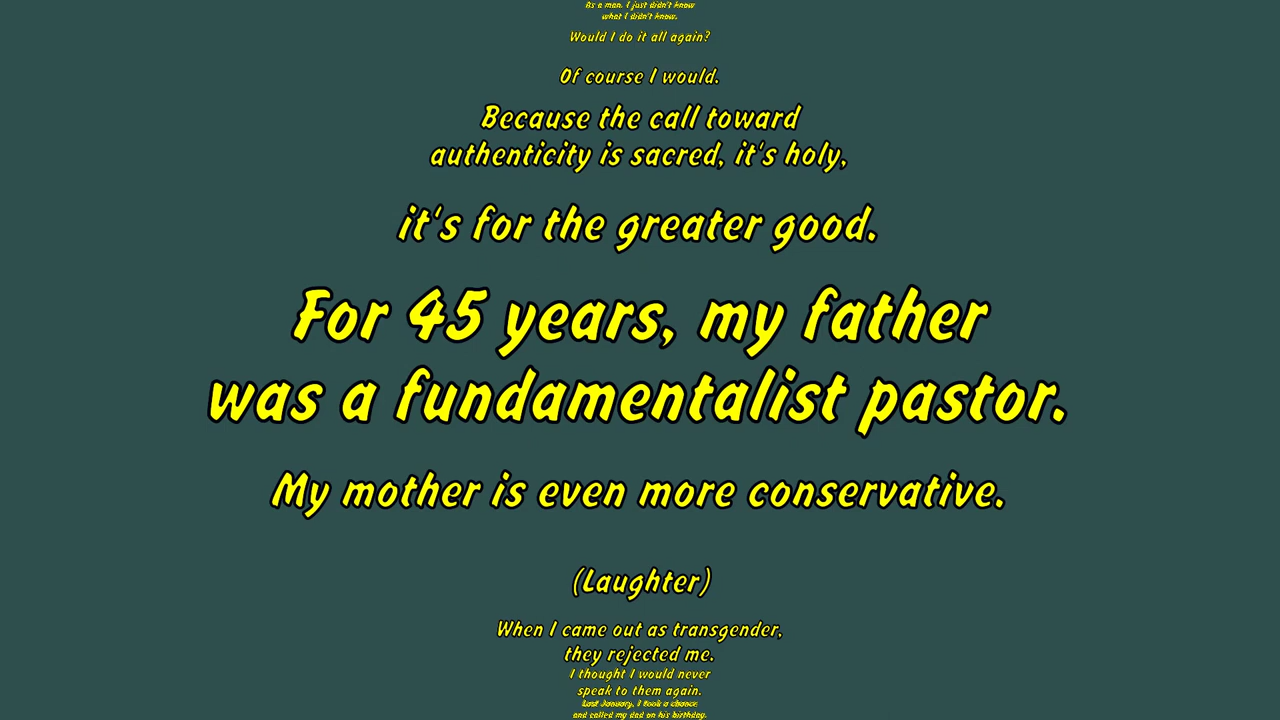 As a man, I just didn't know
what I didn't know.
Would I do it all again?
Of course I would.
Because the call toward
authenticity is sacred, it's holy,
it's for the greater good.
For 45 years, my father
was a fundamentalist pastor.
My mother is even more conservative.
(Laughter)
When I came out as transgender,
they rejected me.
I thought I would never
speak to them again.
Last January, I took a chance
and called my dad on his birthday.